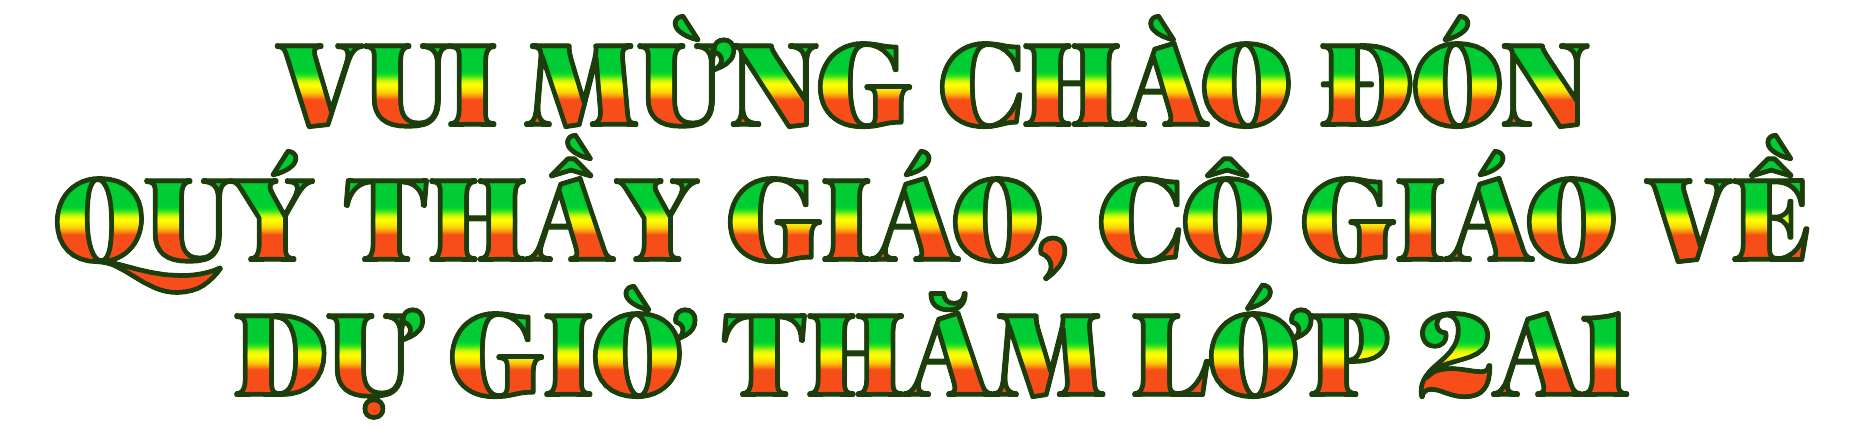 VUI MỪNG CHÀO ĐÓN
QUÝ THẦY GIÁO, CÔ GIÁO VỀ
DỰ GIỜ THĂM LỚP 2A1